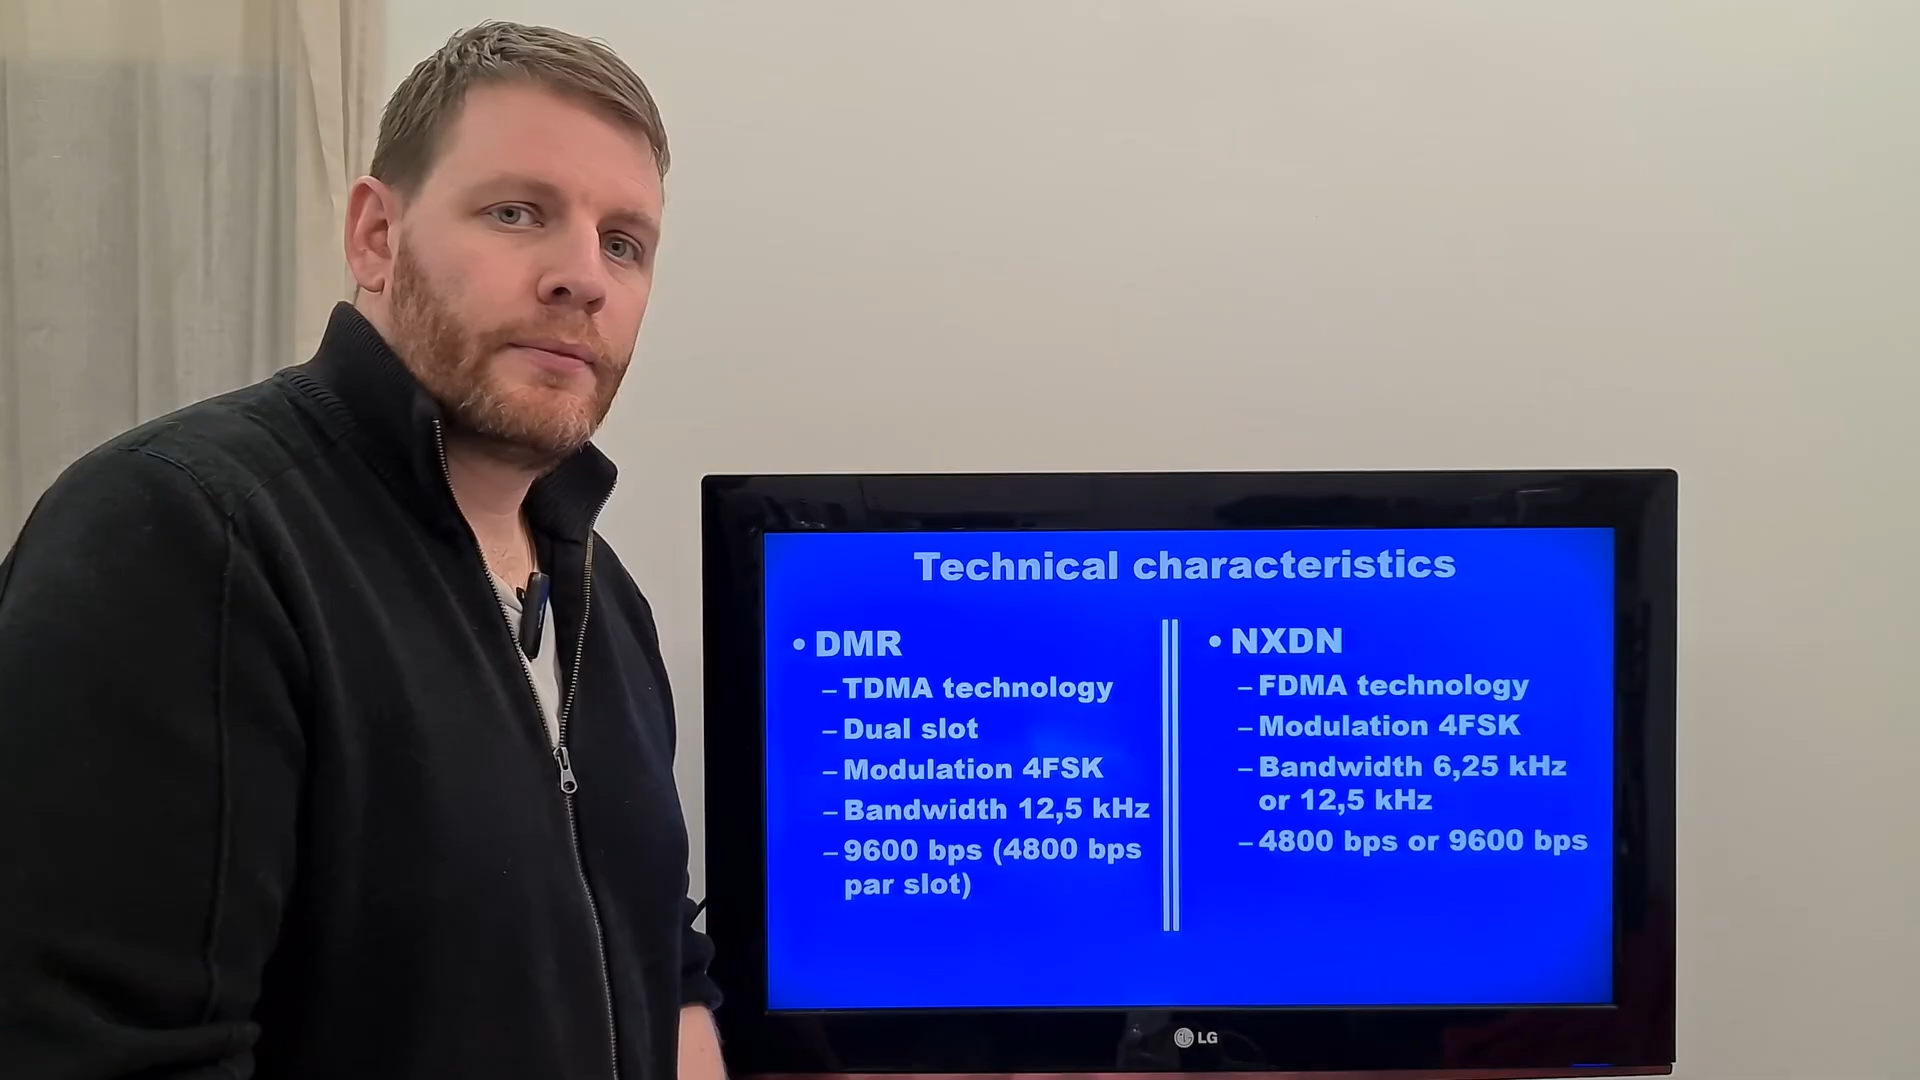 Technical characteristics
• DMR
– TDMA technology
– Dual slot
– Modulation 4FSK
– Bandwidth 12,5 kHz
– 9600 bps (4800 bps
par slot)
• NXDN
– FDMA technology
– Modulation 4FSK
– Bandwidth 6,25 kHz
or 12,5 kHz
– 4800 bps or 9600 bps
LG